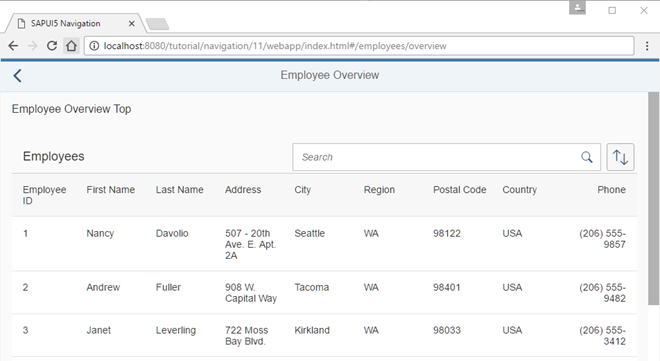 SAPUI5 Navigation
localhost:8080/tutorial/navigation/11/webapp/index.html#/employees/overview
Employee Overview
Employee Overview Top
Employees Search
Employee ID First Name Last Name Address City Region Postal Code Country Phone
1 Nancy Davolio 507 - 20th Ave. E. Apt. 2A Seattle WA 98122 USA (206) 555-9857
2 Andrew Fuller 908 W. Capital Way Tacoma WA 98401 USA (206) 555-9482
3 Janet Leverling 722 Moss Bay Blvd. Kirkland WA 98033 USA (206) 555-3412